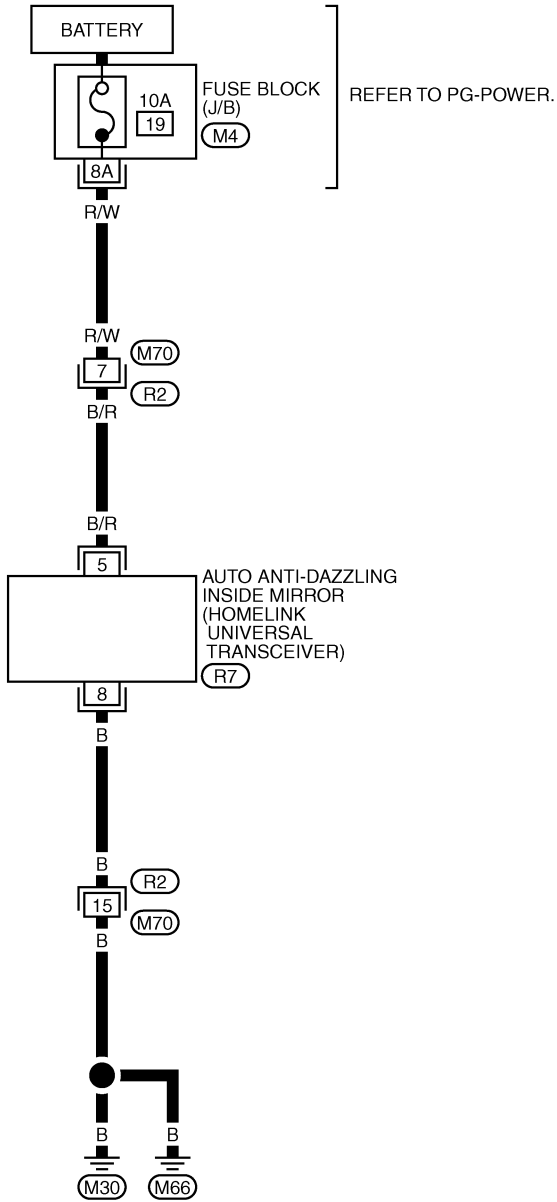 BATTERY
10A
19
FUSE BLOCK
(J/B)
M4
REFER TO PG-POWER.
8A
R/W
R/W
M70
7
R2
B/R
B/R
5
AUTO ANTI-DAZZLING
INSIDE MIRROR
(HOMELINK
UNIVERSAL
TRANSCEIVER)
R7
8
B
B
R2
15
M70
B
B
B
M30
M66